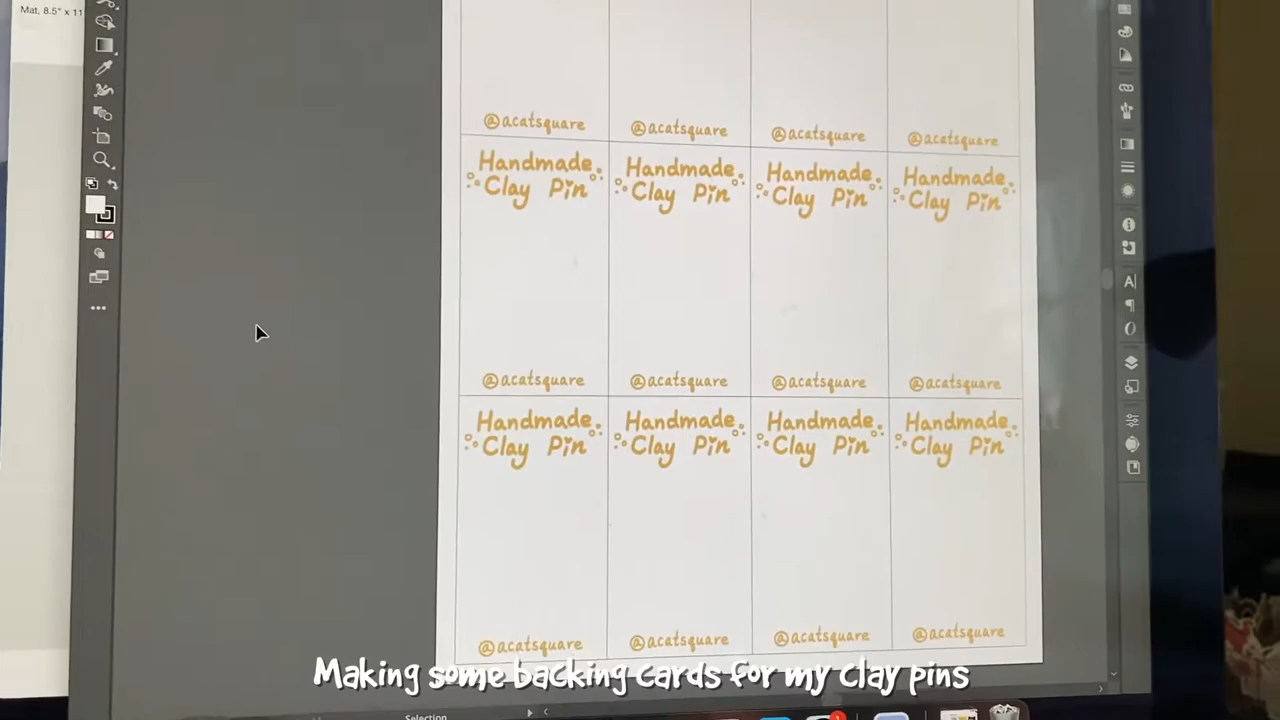 Mat, 8.5" x 11
@acatsquare @acatsquare @acatsquare @acatsquare
Handmade Handmade Handmade Handmade
Clay Pin Clay Pin Clay Pin Clay Pin
@acatsquare @acatsquare @acatsquare @acatsquare
Handmade Handmade Handmade Handmade
Clay Pin Clay Pin Clay Pin Clay Pin
@acatsquare @acatsquare @acatsquare @acatsquare
Making some backing cards for my clay pins
Selection